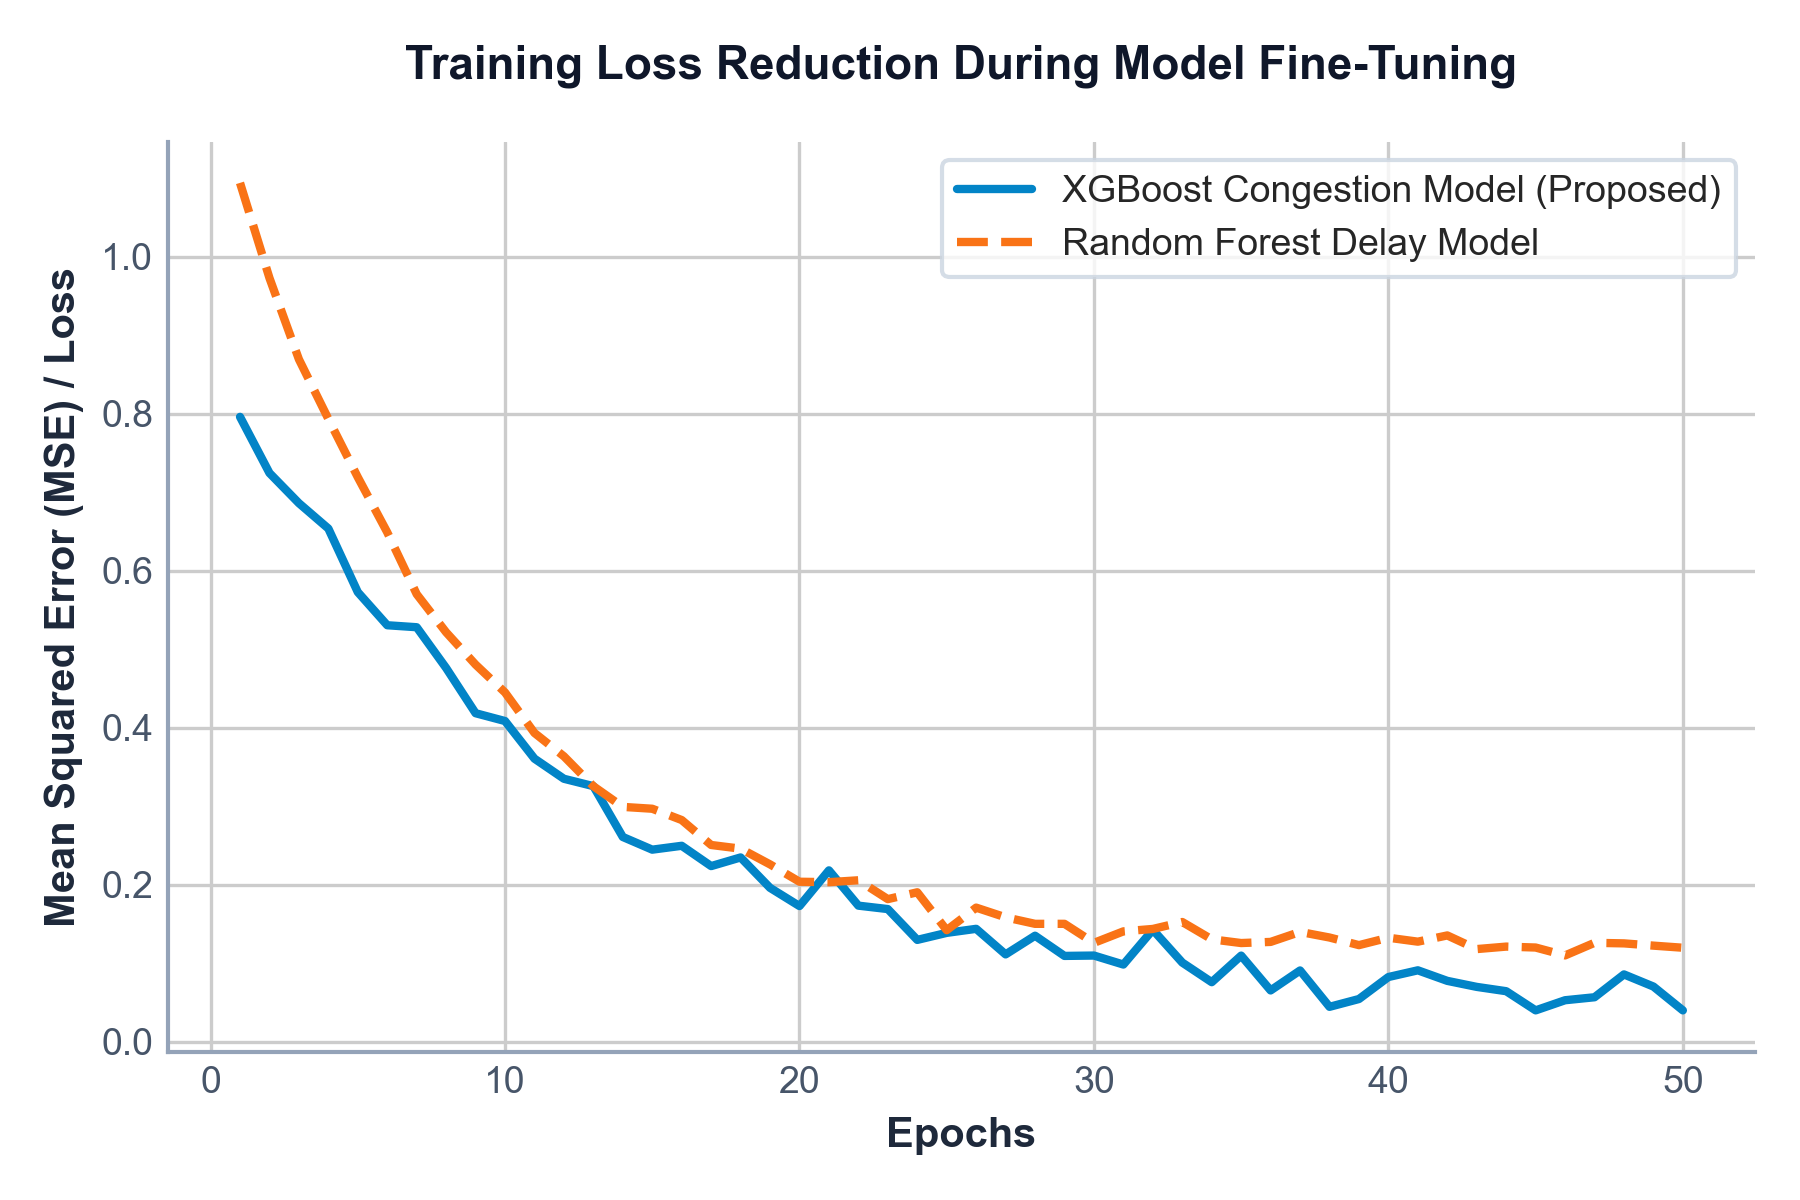 Training Loss Reduction During Model Fine-Tuning
XGBoost Congestion Model (Proposed)
Random Forest Delay Model
Mean Squared Error (MSE) / Loss
1.0
0.8
0.6
0.4
0.2
0.0
0 10 20 30 40 50
Epochs